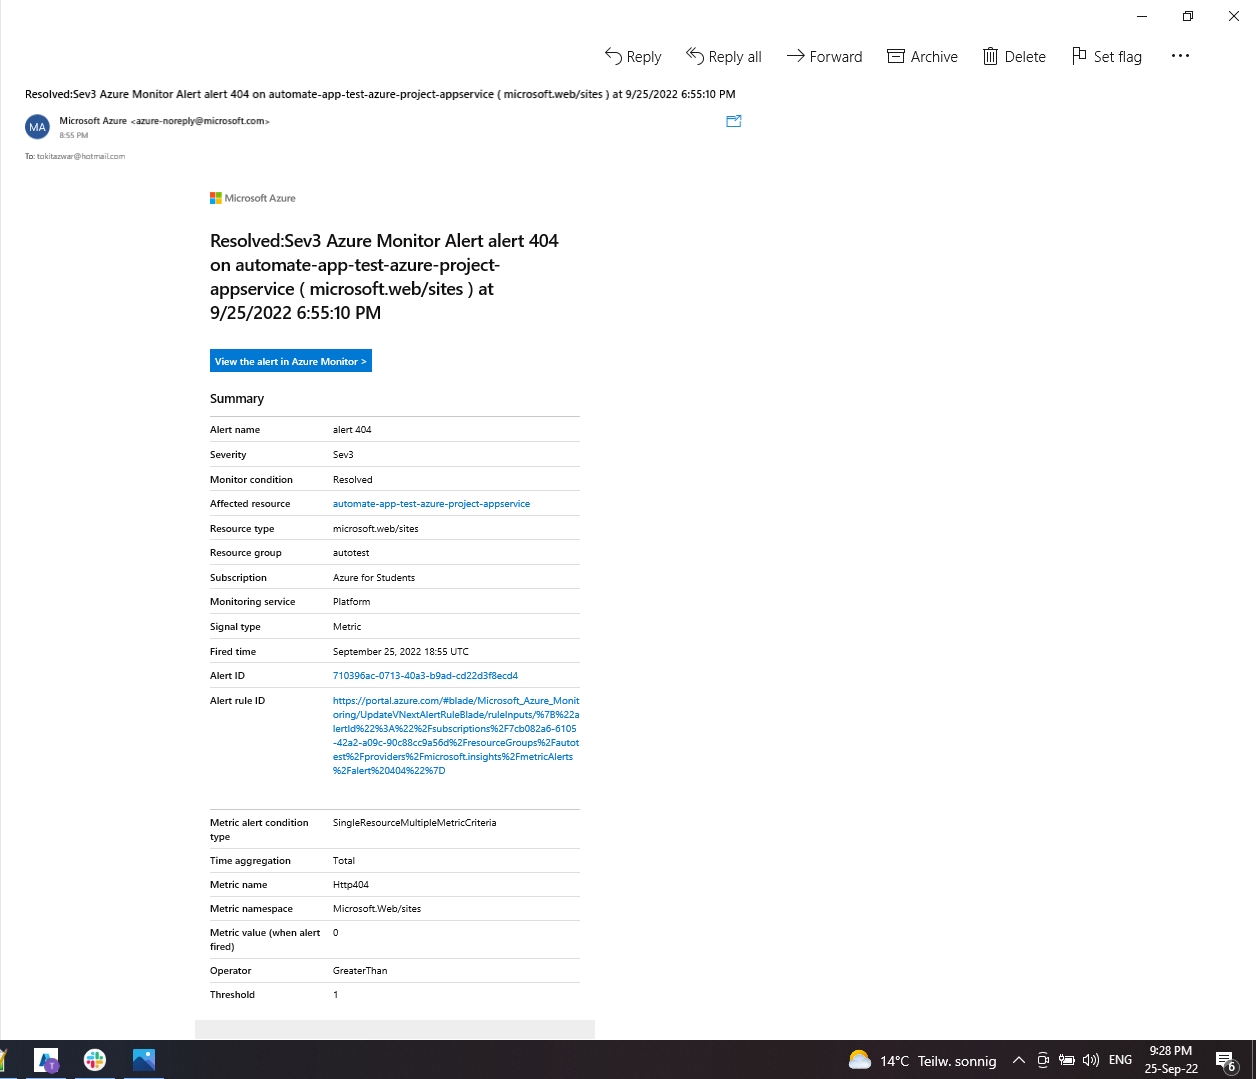 Reply
Reply all
Forward
Archive
Delete
Set flag
Resolved:Sev3 Azure Monitor Alert alert 404 on automate-app-test-azure-project-appservice ( microsoft.web/sites ) at 9/25/2022 6:55:10 PM
MA
Microsoft Azure <azure-noreply@microsoft.com>
8:55 PM
To: tokitazwar@hotmail.com
Microsoft Azure
Resolved:Sev3 Azure Monitor Alert alert 404
on automate-app-test-azure-project-
appservice ( microsoft.web/sites ) at
9/25/2022 6:55:10 PM
View the alert in Azure Monitor >
Summary
Alert name alert 404
Severity Sev3
Monitor condition Resolved
Affected resource automate-app-test-azure-project-appservice
Resource type microsoft.web/sites
Resource group autotest
Subscription Azure for Students
Monitoring service Platform
Signal type Metric
Fired time September 25, 2022 18:55 UTC
Alert ID 710396ac-0713-40a3-b9ad-cd22d3f8ecd4
Alert rule ID https://portal.azure.com/#blade/Microsoft_Azure_Monit
oring/UpdateVNextAlertRuleBlade/ruleInputs/%7B%22a
lertId%22%3A%22%2Fsubscriptions%2F7cb082a6-6105
-42a2-a09c-90c88cc9a56d%2FresourceGroups%2Fautot
est%2Fproviders%2Fmicrosoft.insights%2FmetricAlerts
%2Falert%20404%22%7D
Metric alert condition SingleResourceMultipleMetricCriteria
type
Time aggregation Total
Metric name Http404
Metric namespace Microsoft.Web/sites
Metric value (when alert 0
fired)
Operator GreaterThan
Threshold 1
T
14°C Teilw. sonnig
ENG
9:28 PM
25-Sep-22
6